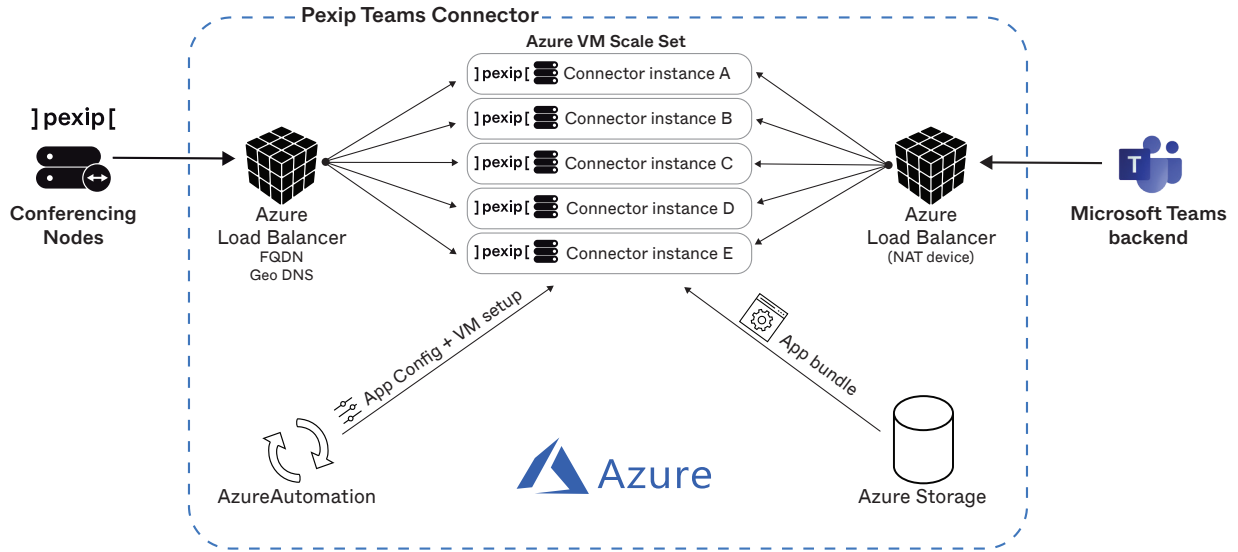 Pexip Teams Connector
Azure VM Scale Set
]pexip[ Connector instance A
]pexip[ Connector instance B
]pexip[ Connector instance C
]pexip[ Connector instance D
]pexip[ Connector instance E
]pexip[
Conferencing
Nodes
Azure
Load Balancer
FQDN
Geo DNS
Azure
Load Balancer
(NAT device)
T
Microsoft Teams
backend
App Config + VM setup
App bundle
AzureAutomation
Azure
Azure Storage